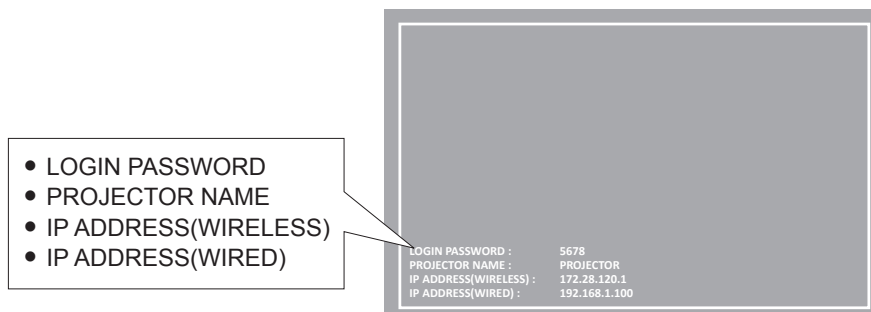 • LOGIN PASSWORD
• PROJECTOR NAME
• IP ADDRESS(WIRELESS)
• IP ADDRESS(WIRED)
LOGIN PASSWORD : 5678
PROJECTOR NAME : PROJECTOR
IP ADDRESS(WIRELESS) : 172.28.120.1
IP ADDRESS(WIRED) : 192.168.1.100